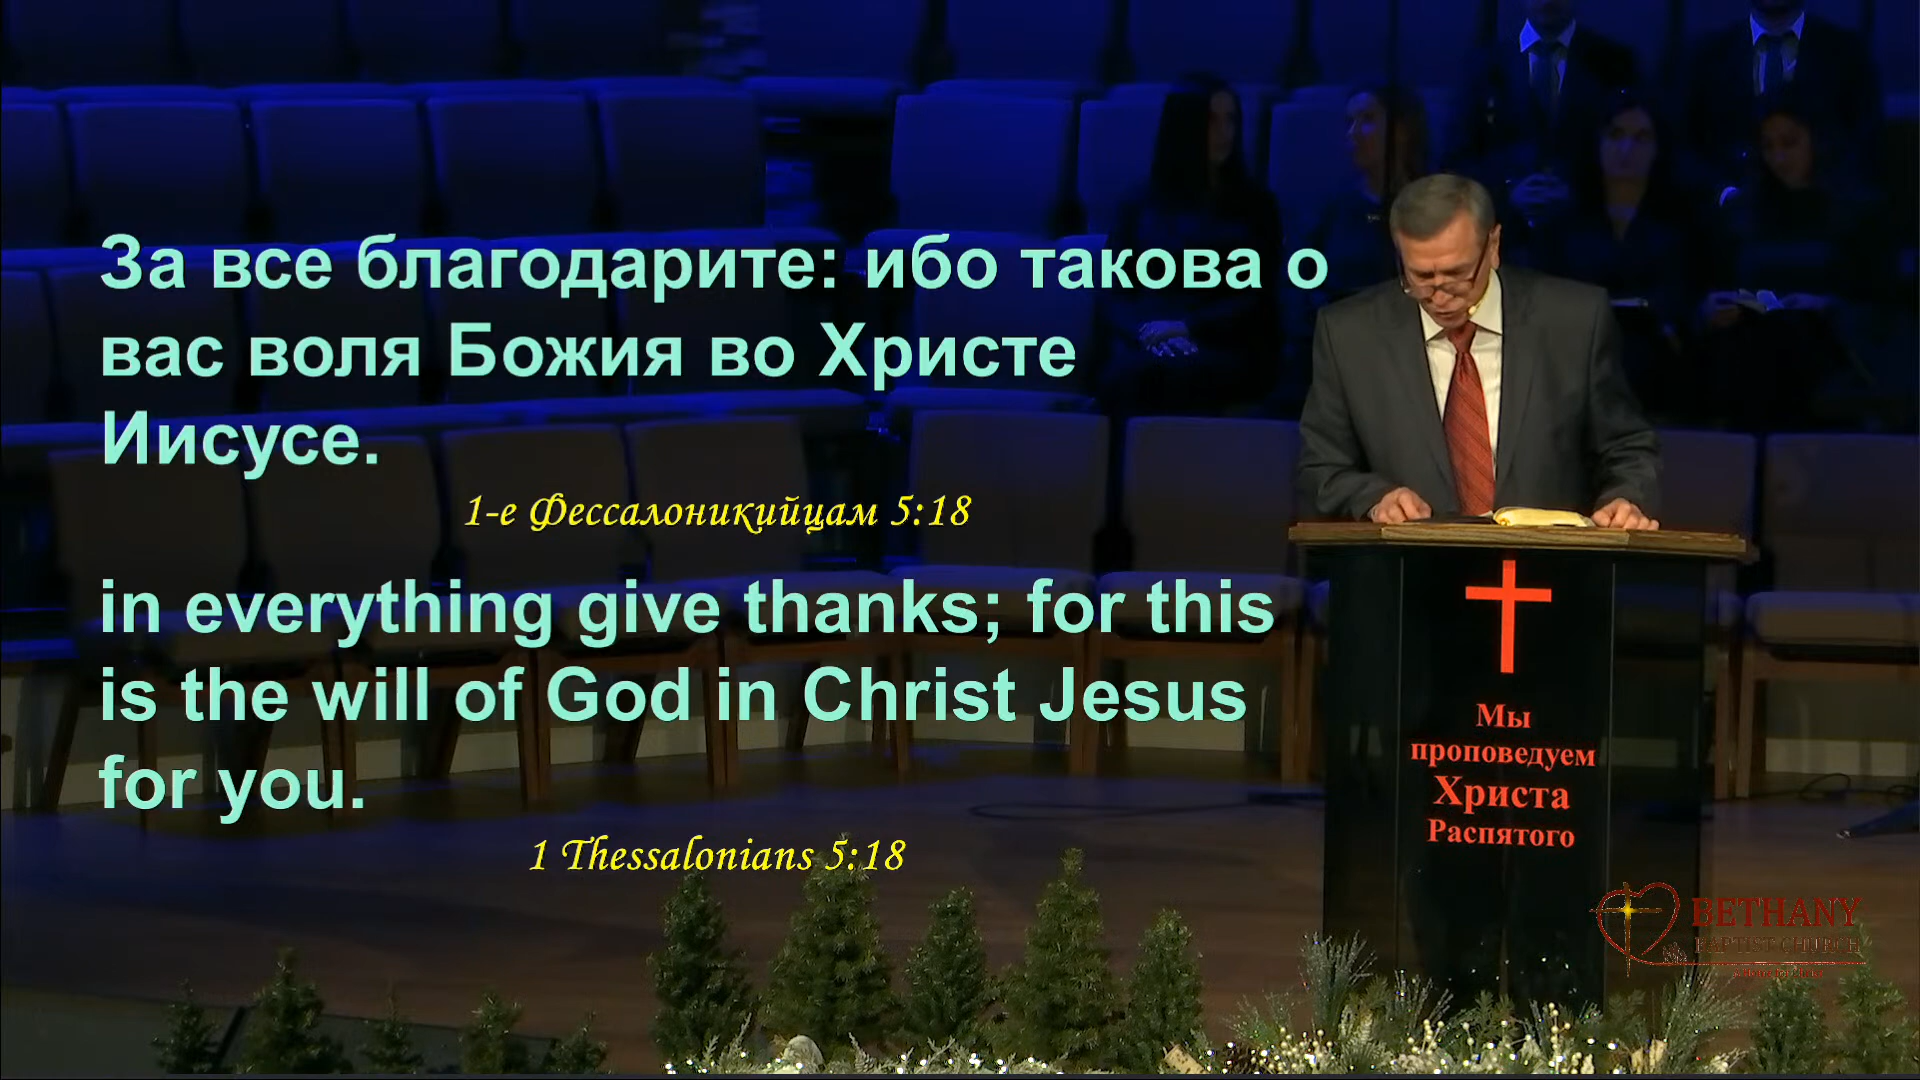 За все благодарите: ибо такова о
вас воля Божия во Христе
Иисусе.
1-е Фессалоникийцам 5:18
in everything give thanks; for this
is the will of God in Christ Jesus
for you.
1 Thessalonians 5:18
Мы
проповедуем
Христа
Распятого
BETHANY
BAPTIST CHURCH